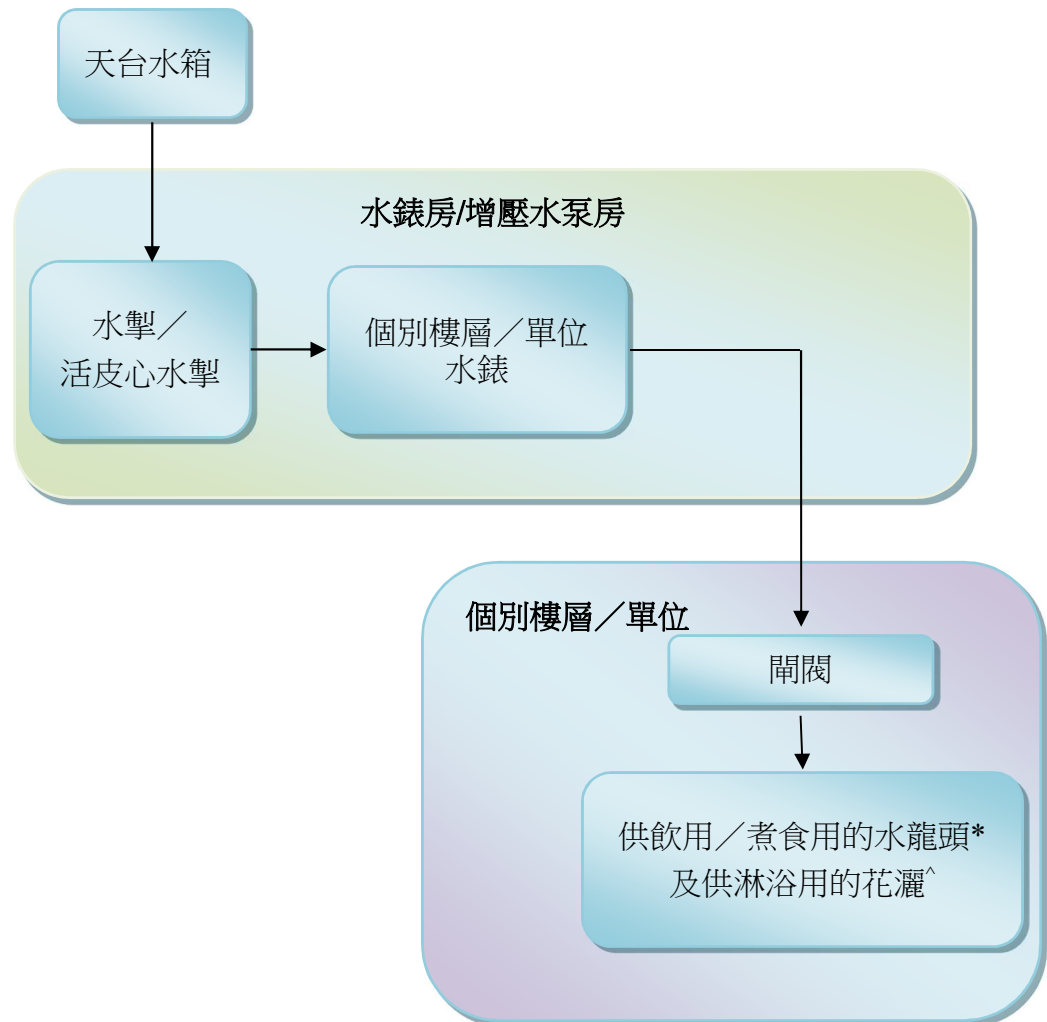 天台水箱
水錶房/增壓水泵房
水掣／
活皮心水掣
個別樓層／單位
水錶
個別樓層／單位
閘閥
供飲用／煮食用的水龍頭*
及供淋浴用的花灑^